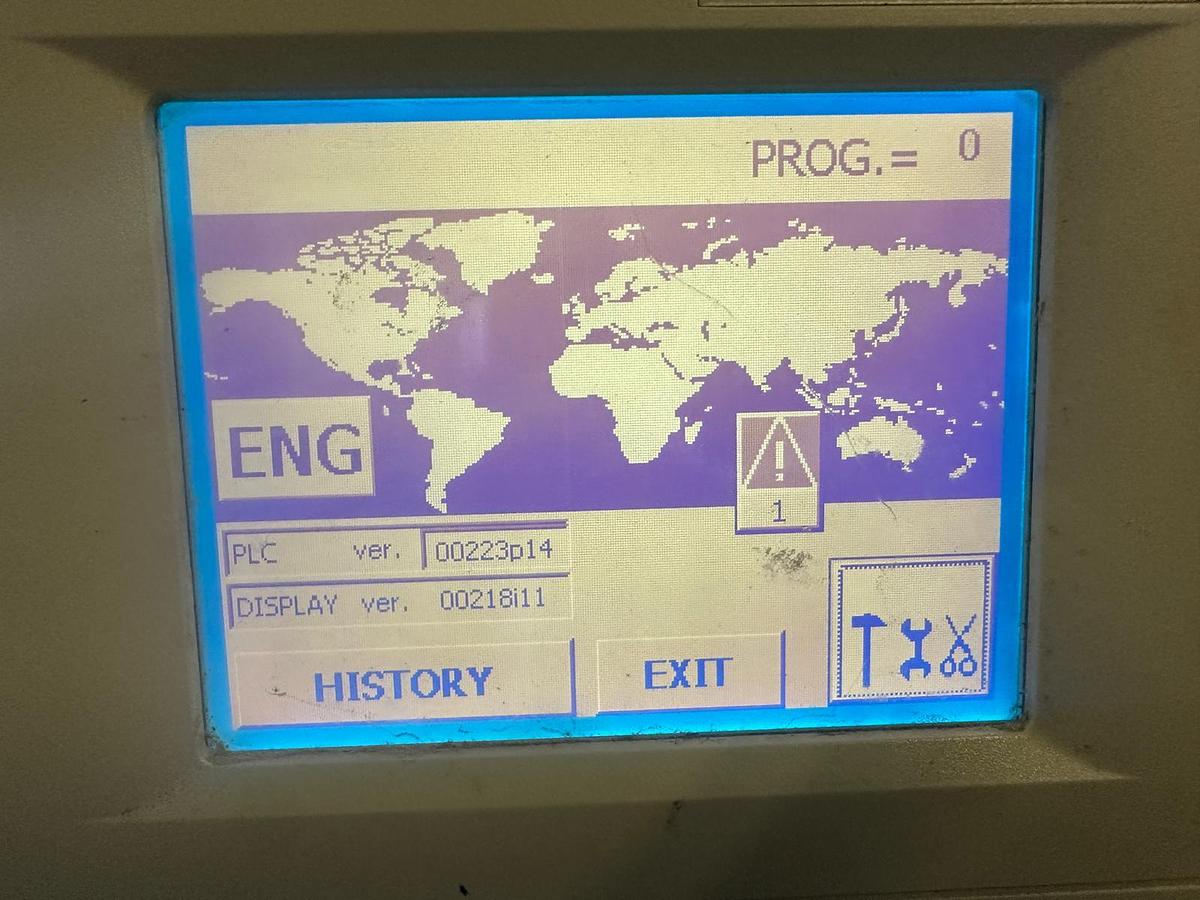 PROG.= 0
ENG
1
PLC ver. 00223p14
DISPLAY ver. 00218i11
HISTORY EXIT